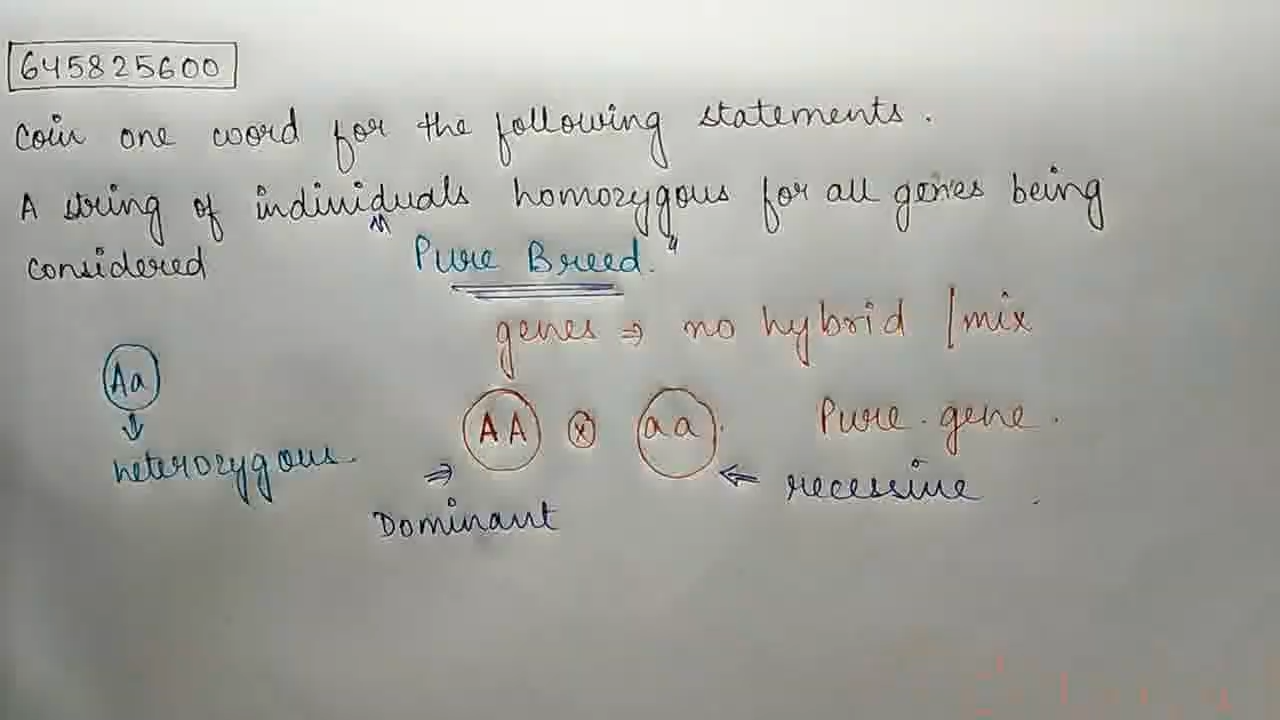 645825600
Coin one word for the following statements.
A string of individuals homozygous for all genes being
considered
"Pure Breed."
genes ⇒ no hybrid / mix
Aa
AA ⊗ aa. Pure gene.
heterozygous.
⇒ ⇐ recessive.
Dominant